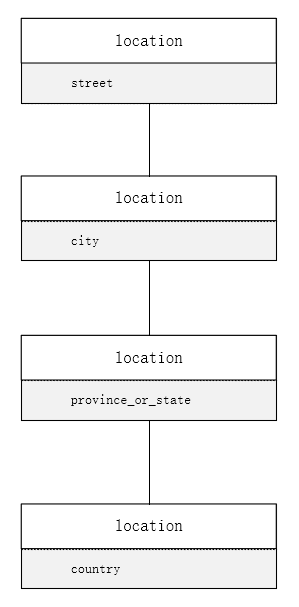 location
street
location
city
location
province_or_state
location
country